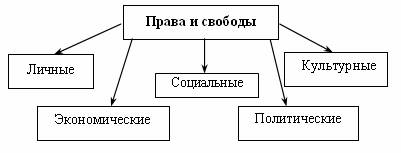 Права и свободы
Личные
Социальные
Культурные
Экономические
Политические